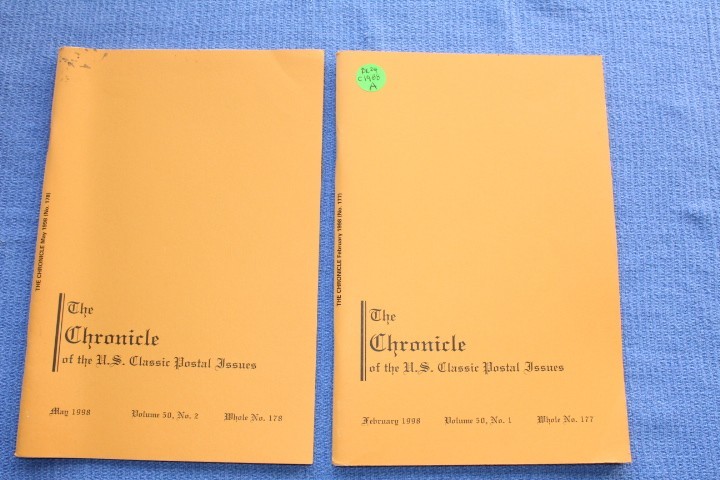 THE CHRONICLE May 1998 (No. 178)
The
Chronicle
of the U.S. Classic Postal Issues
May 1998 Volume 50, No. 2 Whole No. 178
A
THE CHRONICLE February 1998 (No. 177)
The
Chronicle
of the U.S. Classic Postal Issues
February 1998 Volume 50, No. 1 Whole No. 177